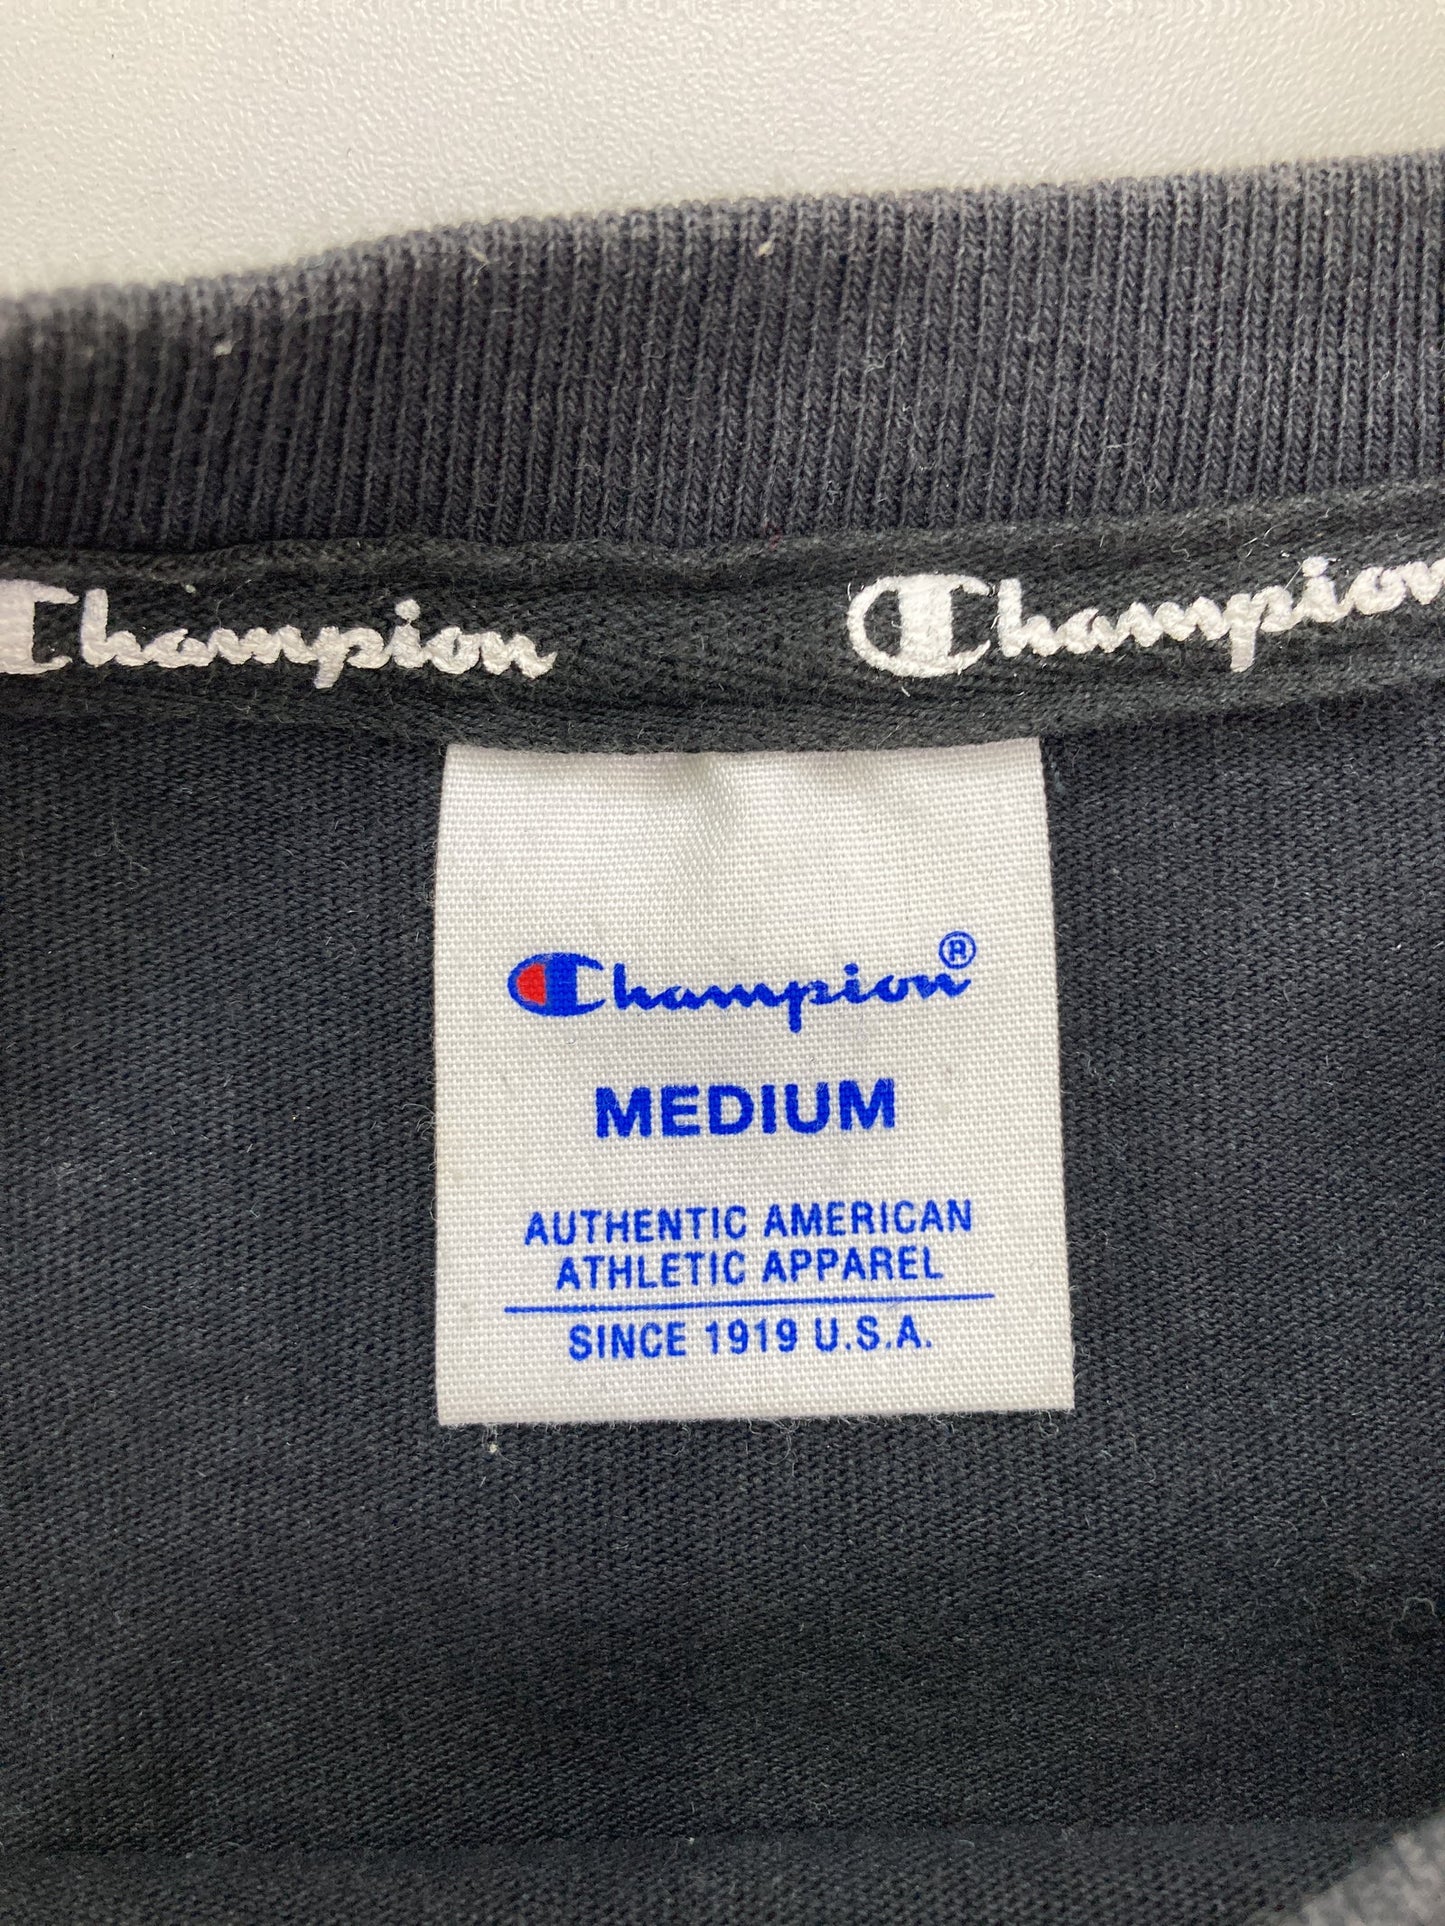 Champion Champion
Champion®
MEDIUM
AUTHENTIC AMERICAN
ATHLETIC APPAREL
SINCE 1919 U.S.A.